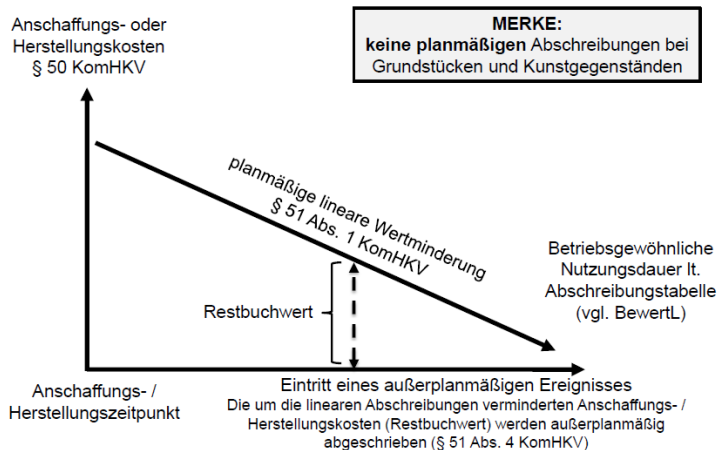 Anschaffungs- oder
Herstellungskosten
§ 50 KomHKV
MERKE:
keine planmäßigen Abschreibungen bei
Grundstücken und Kunstgegenständen
planmäßige lineare Wertminderung
§ 51 Abs. 1 KomHKV
Restbuchwert
Betriebsgewöhnliche
Nutzungsdauer lt.
Abschreibungstabelle
(vgl. BewertL)
Anschaffungs- /
Herstellungszeitpunkt
Eintritt eines außerplanmäßigen Ereignisses
Die um die linearen Abschreibungen verminderten Anschaffungs- /
Herstellungskosten (Restbuchwert) werden außerplanmäßig
abgeschrieben (§ 51 Abs. 4 KomHKV)